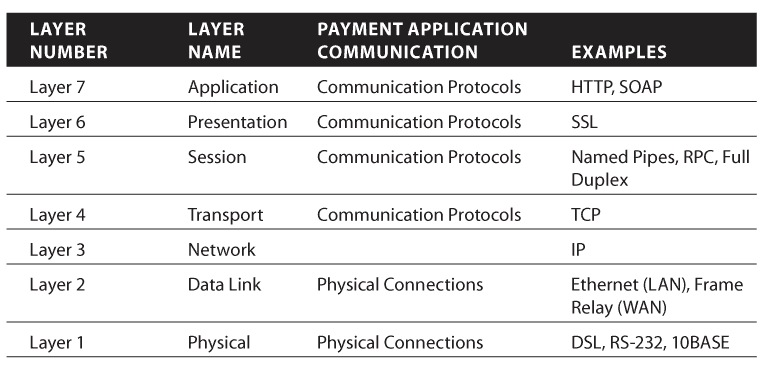 LAYER NUMBER LAYER NAME PAYMENT APPLICATION COMMUNICATION EXAMPLES
Layer 7 Application Communication Protocols HTTP, SOAP
Layer 6 Presentation Communication Protocols SSL
Layer 5 Session Communication Protocols Named Pipes, RPC, Full Duplex
Layer 4 Transport Communication Protocols TCP
Layer 3 Network IP
Layer 2 Data Link Physical Connections Ethernet (LAN), Frame Relay (WAN)
Layer 1 Physical Physical Connections DSL, RS-232, 10BASE